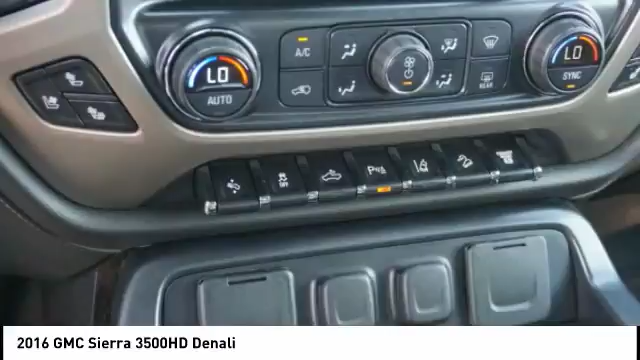 A/C
LO
AUTO
REAR
LO
SYNC
OFF
2016 GMC Sierra 3500HD Denali